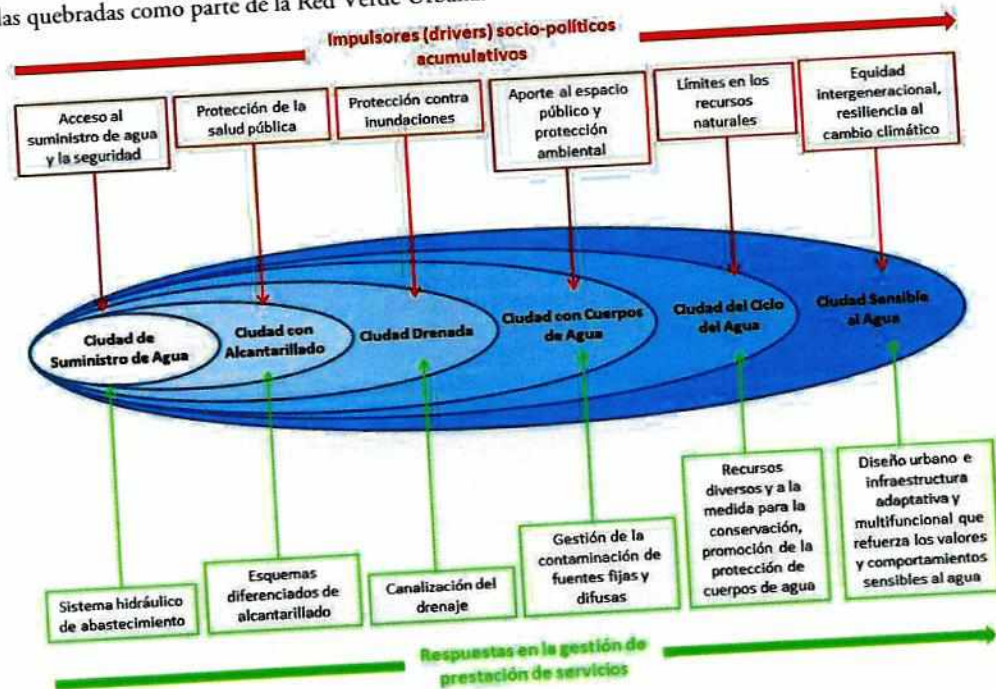 las quebradas como parte de la Red Verde Urbana.
Impulsores (drivers) socio-políticos
acumulativos
Acceso al
suministro de agua
y la seguridad
Protección de la
salud pública
Protección contra
inundaciones
Aporte al espacio
público y
protección
ambiental
Límites en los
recursos
naturales
Equidad
intergeneracional,
resiliencia al
cambio climático
Ciudad de
Suministro de Agua
Ciudad con
Alcantarillado
Ciudad Drenada
Ciudad con Cuerpos
de Agua
Ciudad del Ciclo
del Agua
Ciudad Sensible
al Agua
Sistema hidráulico
de abastecimiento
Esquemas
diferenciados de
alcantarillado
Canalización del
drenaje
Gestión de la
contaminación de
fuentes fijas y
difusas
Recursos
diversos y a la
medida para la
conservación,
promoción de la
protección de
cuerpos de agua
Diseño urbano e
infraestructura
adaptativa y
multifuncional que
refuerza los valores
y comportamientos
sensibles al agua
Respuestas en la gestión de
prestación de servicios